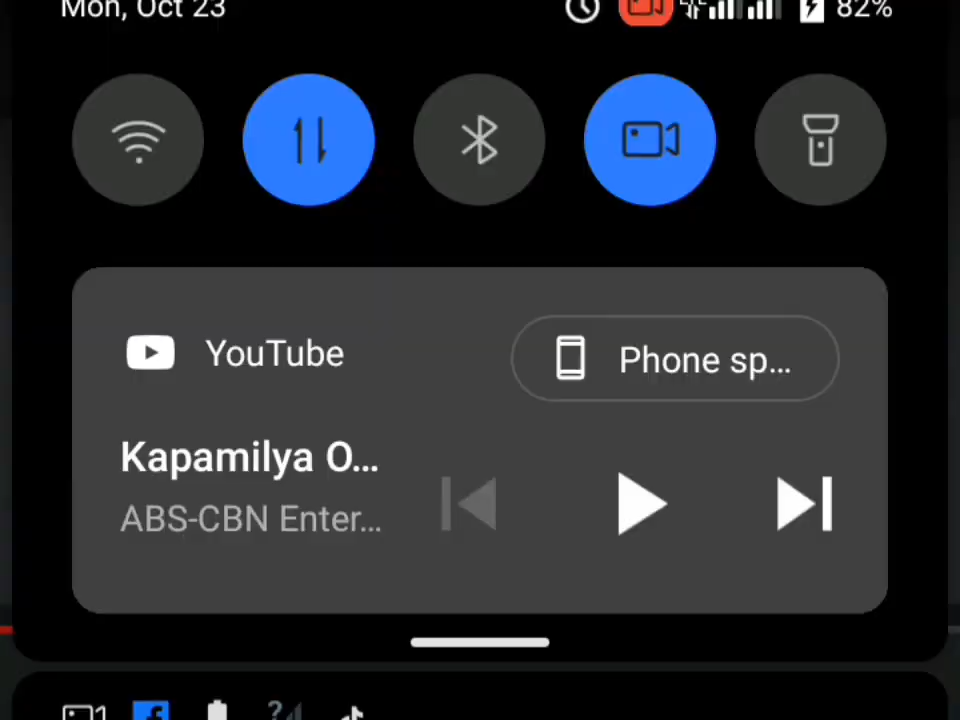 Mon, Oct 23
82%
YouTube
Phone sp...
Kapamilya O...
ABS-CBN Enter...